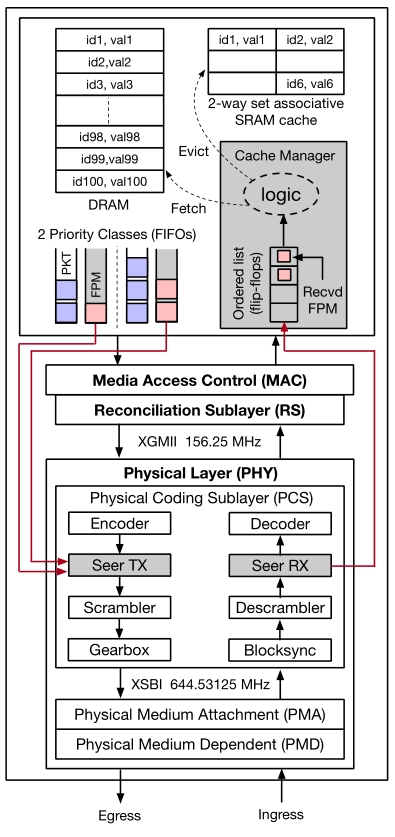 id1, val1
id2,val2
id3, val3
id98, val98
id99,val99
id100, val100
DRAM
id1, val1
id2, val2
id6, val6
2-way set associative
SRAM cache
Evict
Fetch
Cache Manager
logic
Ordered list
(flip-flops)
Recvd
FPM
2 Priority Classes (FIFOs)
PKT
FPM
Media Access Control (MAC)
Reconciliation Sublayer (RS)
XGMII 156.25 MHz
Physical Layer (PHY)
Physical Coding Sublayer (PCS)
Encoder
Decoder
Seer TX
Seer RX
Scrambler
Descrambler
Gearbox
Blocksync
XSBI 644.53125 MHz
Physical Medium Attachment (PMA)
Physical Medium Dependent (PMD)
Egress
Ingress